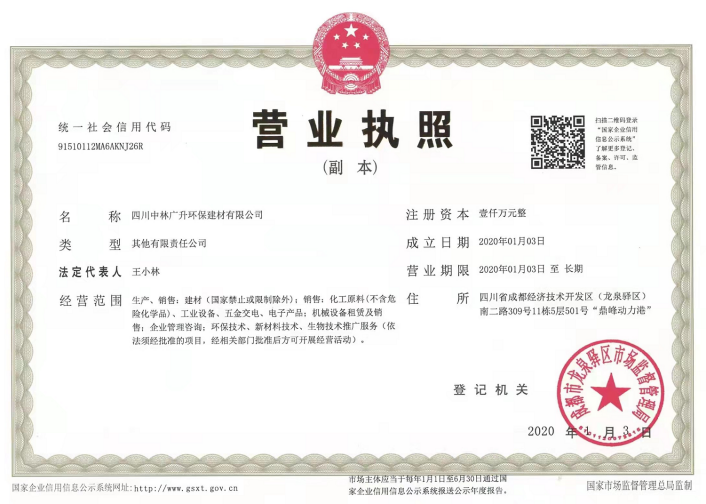 营业执照
(副 本)
统一社会信用代码
91510112MA6AKNJ26R
扫描二维码登录
“国家企业信用
信息公示系统”
了解更多登记、
备案、许可、监
管信息。
名 称 四川中林广升环保建材有限公司
类 型 其他有限责任公司
法定代表人 王小林
经营范围 生产、销售：建材（国家禁止或限制除外）；销售：化工原料(不含危
险化学品）、工业设备、五金交电、电子产品；机械设备租赁及销
售；企业管理咨询；环保技术、新材料技术、生物技术推广服务（依
法须经批准的项目，经相关部门批准后方可开展经营活动）。
注册资本 壹仟万元整
成立日期 2020年01月03日
营业期限 2020年01月03日 至 长期
住 所 四川省成都经济技术开发区（龙泉驿区）
南二路309号11栋5层501号“鼎峰动力港”
登记机关
成都市龙泉驿区市场监督管理局
2020 年 1 月 3 日
国家企业信用信息公示系统网址:http://www.gsxt.gov.cn
市场主体应当于每年1月1日至6月30日通过国
家企业信用信息公示系统报送公示年度报告。
国家市场监督管理总局监制